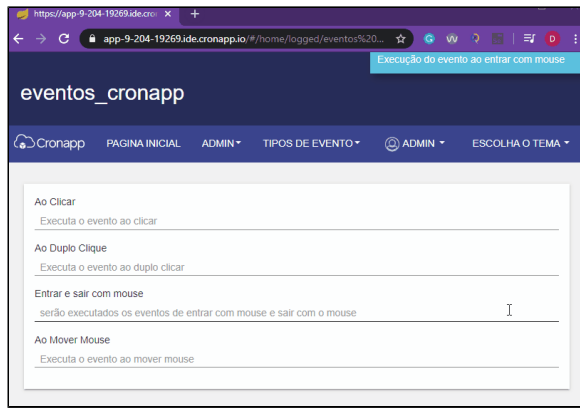 https://app-9-204-19269.ide.cron
app-9-204-19269.ide.cronapp.io/#/home/logged/eventos%20...
D
Execução do evento ao entrar com mouse
eventos_cronapp
Cronapp PAGINA INICIAL ADMIN TIPOS DE EVENTO ADMIN ESCOLHA O TEMA
Ao Clicar
Executa o evento ao clicar
Ao Duplo Clique
Executa o evento ao duplo clicar
Entrar e sair com mouse
serão executados os eventos de entrar com mouse e sair com o mouse
Ao Mover Mouse
Executa o evento ao mover mouse